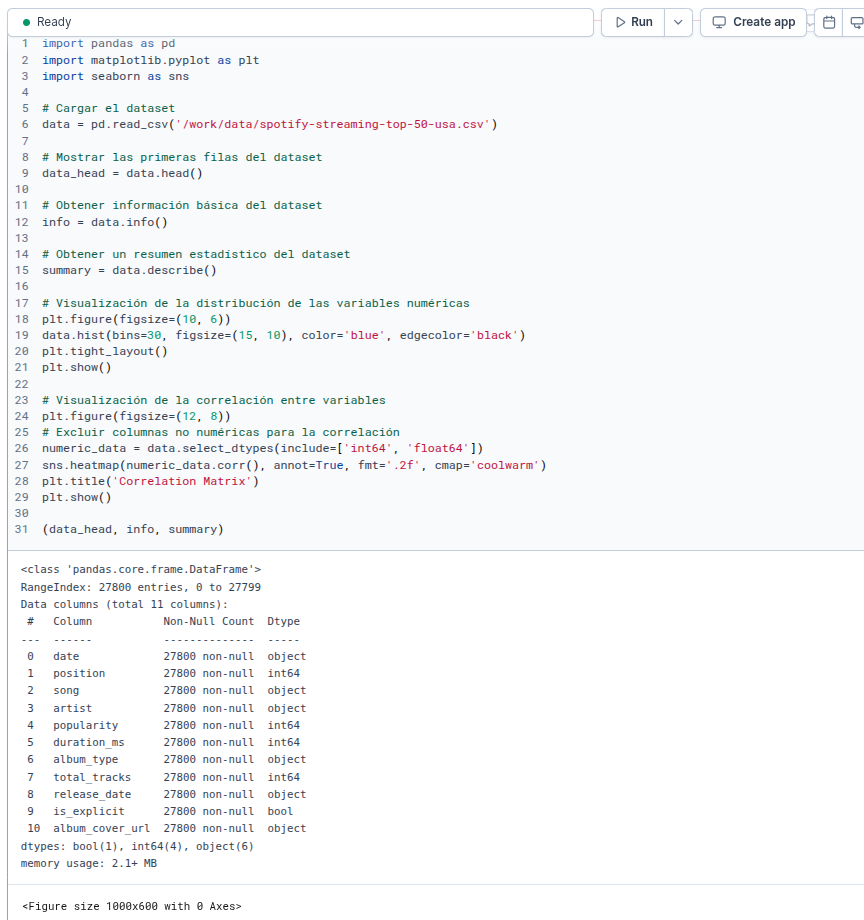 Ready
Run
Create app
1 import pandas as pd
2 import matplotlib.pyplot as plt
3 import seaborn as sns
4
5 # Cargar el dataset
6 data = pd.read_csv('/work/data/spotify-streaming-top-50-usa.csv')
7
8 # Mostrar las primeras filas del dataset
9 data_head = data.head()
10
11 # Obtener información básica del dataset
12 info = data.info()
13
14 # Obtener un resumen estadístico del dataset
15 summary = data.describe()
16
17 # Visualización de la distribución de las variables numéricas
18 plt.figure(figsize=(10, 6))
19 data.hist(bins=30, figsize=(15, 10), color='blue', edgecolor='black')
20 plt.tight_layout()
21 plt.show()
22
23 # Visualización de la correlación entre variables
24 plt.figure(figsize=(12, 8))
25 # Excluir columnas no numéricas para la correlación
26 numeric_data = data.select_dtypes(include=['int64', 'float64'])
27 sns.heatmap(numeric_data.corr(), annot=True, fmt='.2f', cmap='coolwarm')
28 plt.title('Correlation Matrix')
29 plt.show()
30
31 (data_head, info, summary)
<class 'pandas.core.frame.DataFrame'>
RangeIndex: 27800 entries, 0 to 27799
Data columns (total 11 columns):
 #   Column           Non-Null Count  Dtype
---  ------           --------------  -----
 0   date             27800 non-null  object
 1   position         27800 non-null  int64
 2   song             27800 non-null  object
 3   artist           27800 non-null  object
 4   popularity       27800 non-null  int64
 5   duration_ms      27800 non-null  int64
 6   album_type       27800 non-null  object
 7   total_tracks     27800 non-null  int64
 8   release_date     27800 non-null  object
 9   is_explicit      27800 non-null  bool
 10  album_cover_url  27800 non-null  object
dtypes: bool(1), int64(4), object(6)
memory usage: 2.1+ MB
<Figure size 1000x600 with 0 Axes>